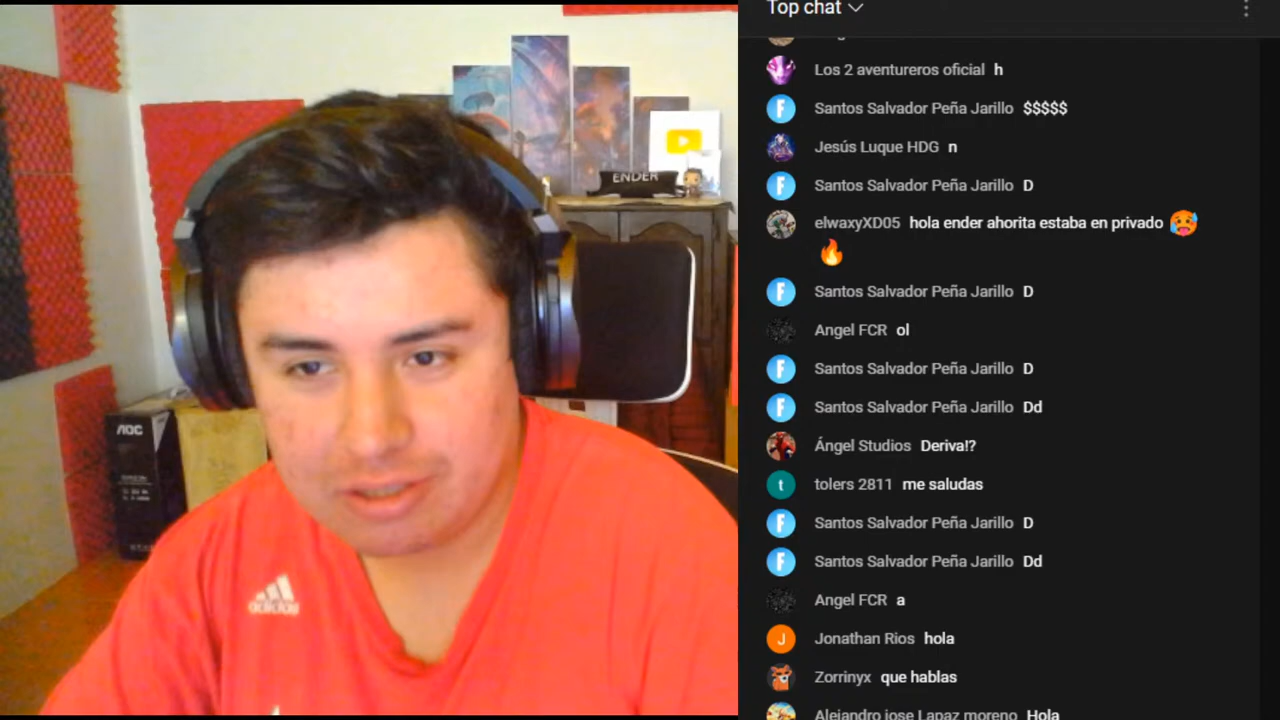 Top chat
Los 2 aventureros oficial h
Santos Salvador Peña Jarillo $$$$$
Jesús Luque HDG n
Santos Salvador Peña Jarillo D
elwaxyXD05 hola ender ahorita estaba en privado 🥵
🔥
Santos Salvador Peña Jarillo D
Angel FCR ol
Santos Salvador Peña Jarillo D
Santos Salvador Peña Jarillo Dd
Ángel Studios Deriva!?
tolers 2811 me saludas
Santos Salvador Peña Jarillo D
Santos Salvador Peña Jarillo Dd
Angel FCR a
Jonathan Rios hola
Zorrinyx que hablas
Alejandro jose Lapaz moreno Hola
ENDER
AOC
adidas
F
F
F
F
F
F
t
J